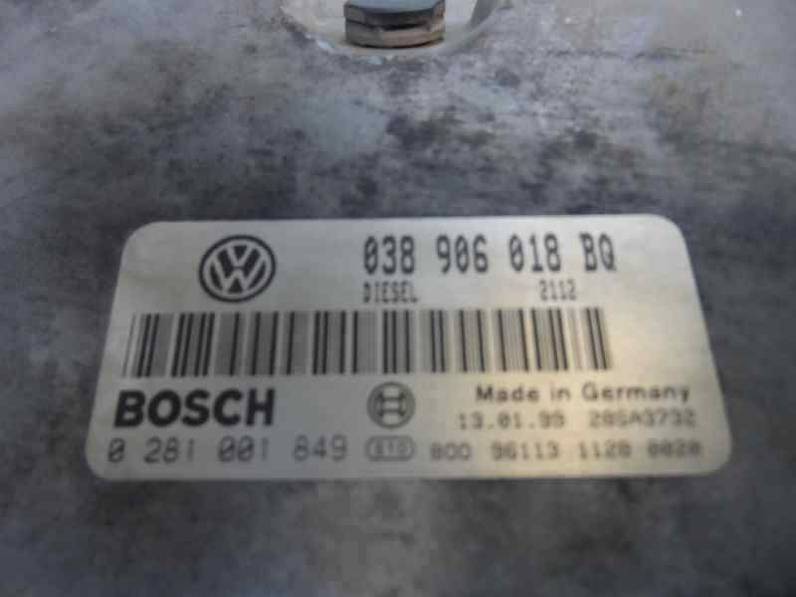 038 906 018 BQ
DIESEL 2112
BOSCH
Made in Germany
13.01.99 28SA3732
0 281 001 849 800 96113 1128 0020